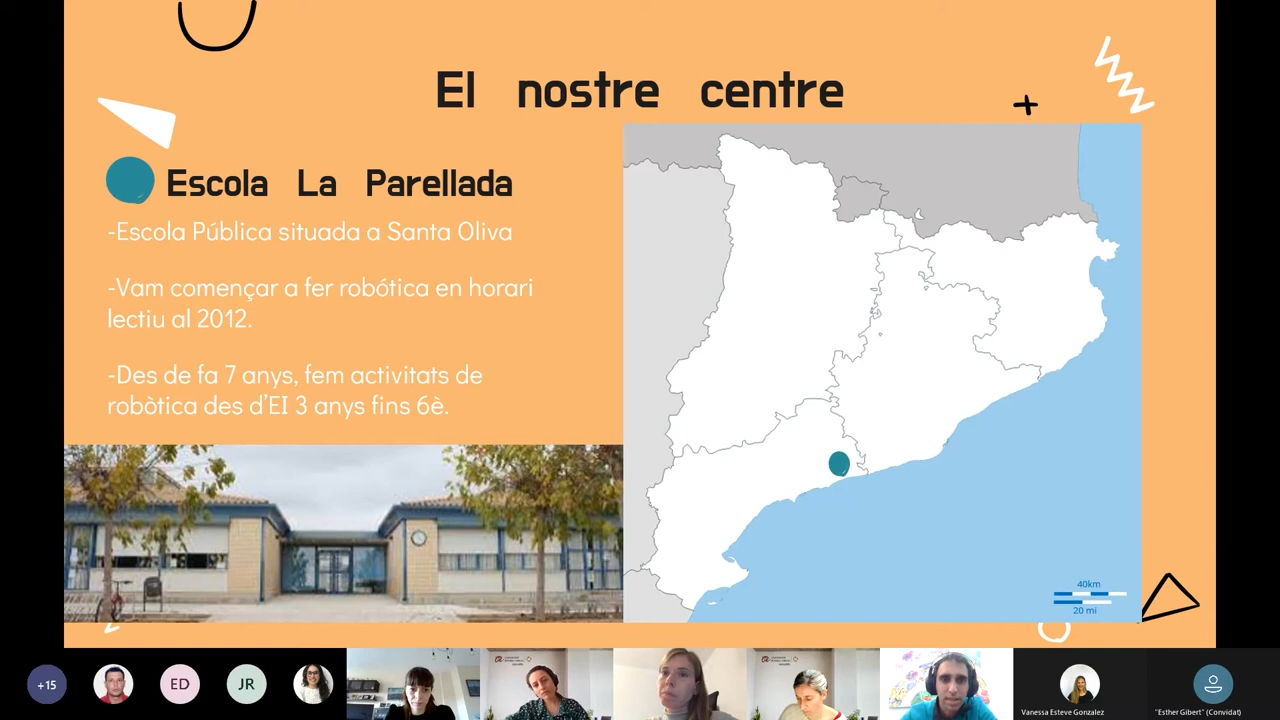 El nostre centre
Escola La Parellada
-Escola Pública situada a Santa Oliva
-Vam començar a fer robótica en horari
lectiu al 2012.
-Des de fa 7 anys, fem activitats de
robòtica des d'EI 3 anys fins 6è.
40km
20 mi
+15
ED
JR
Vanessa Esteve Gonzalez
"Esther Gibert" (Convidat)